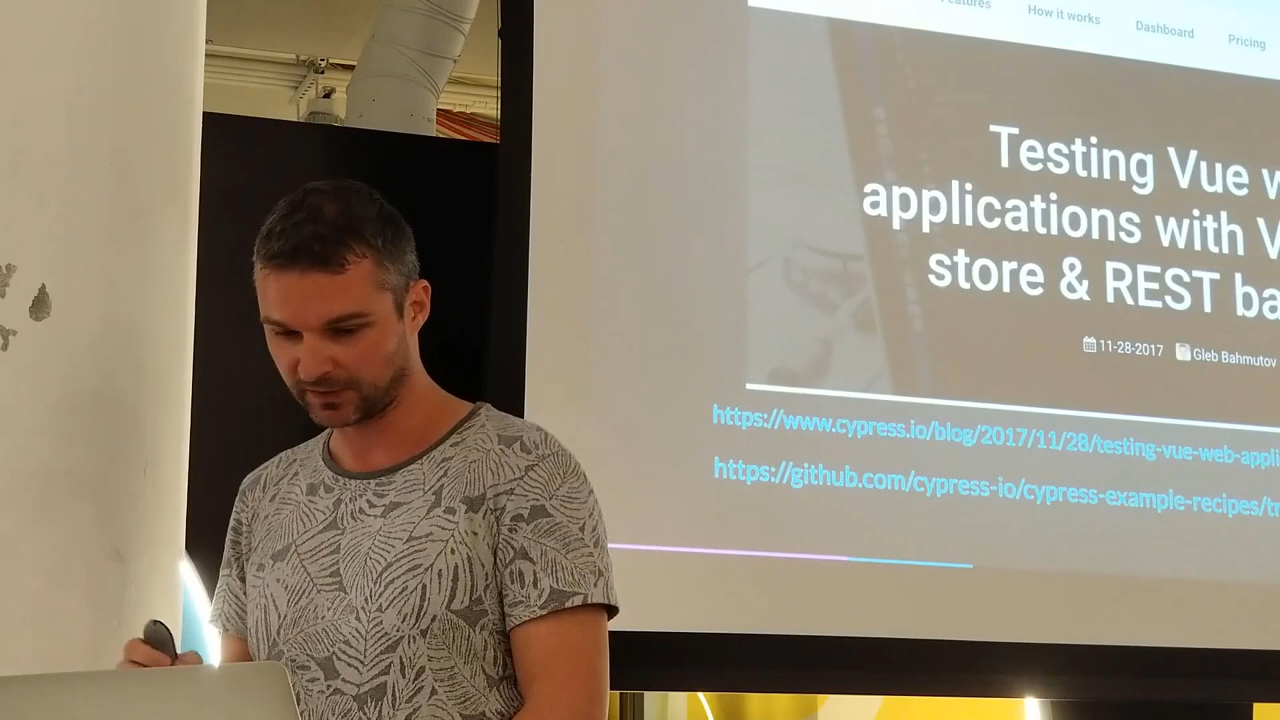 Features How it works Dashboard Pricing
Testing Vue
applications with
store & REST
11-28-2017 Gleb Bahmutov
https://www.cypress.io/blog/2017/11/28/testing-vue-web-appli
https://github.com/cypress-io/cypress-example-recipes/tr